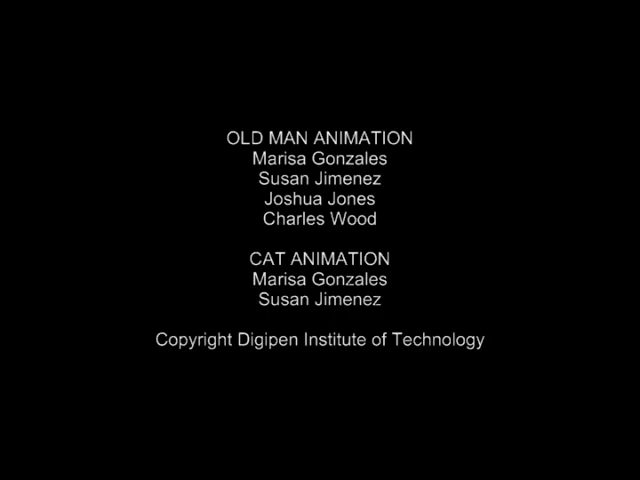 OLD MAN ANIMATION
Marisa Gonzales
Susan Jimenez
Joshua Jones
Charles Wood
CAT ANIMATION
Marisa Gonzales
Susan Jimenez
Copyright Digipen Institute of Technology